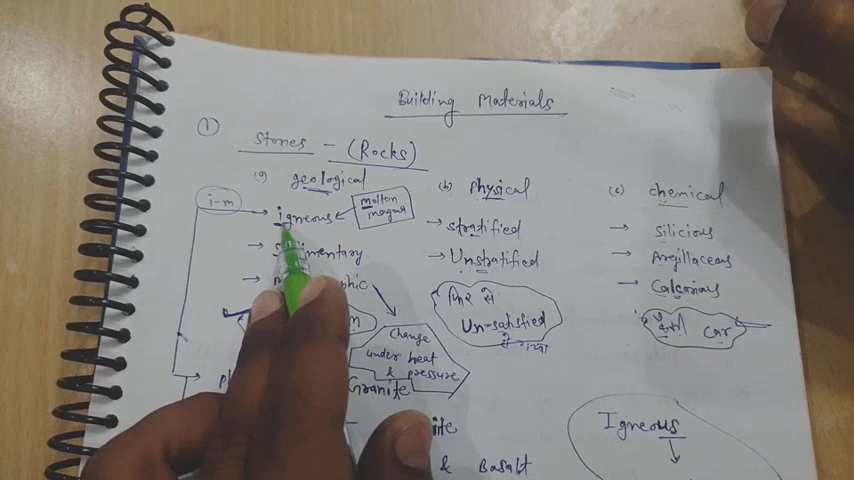 Building Materials
① Stones - (Rocks)
(a) geological
(b) Physical
(c) chemical
i-m
→ igneous
molten magma
→ stratified
→ Silicious
→ Argillaceous
→ Unstratified
→ Calcarious
फिर से
Un-satisfied
car
Change
under heat
& pressure
Granite
& Basalt
Igneous